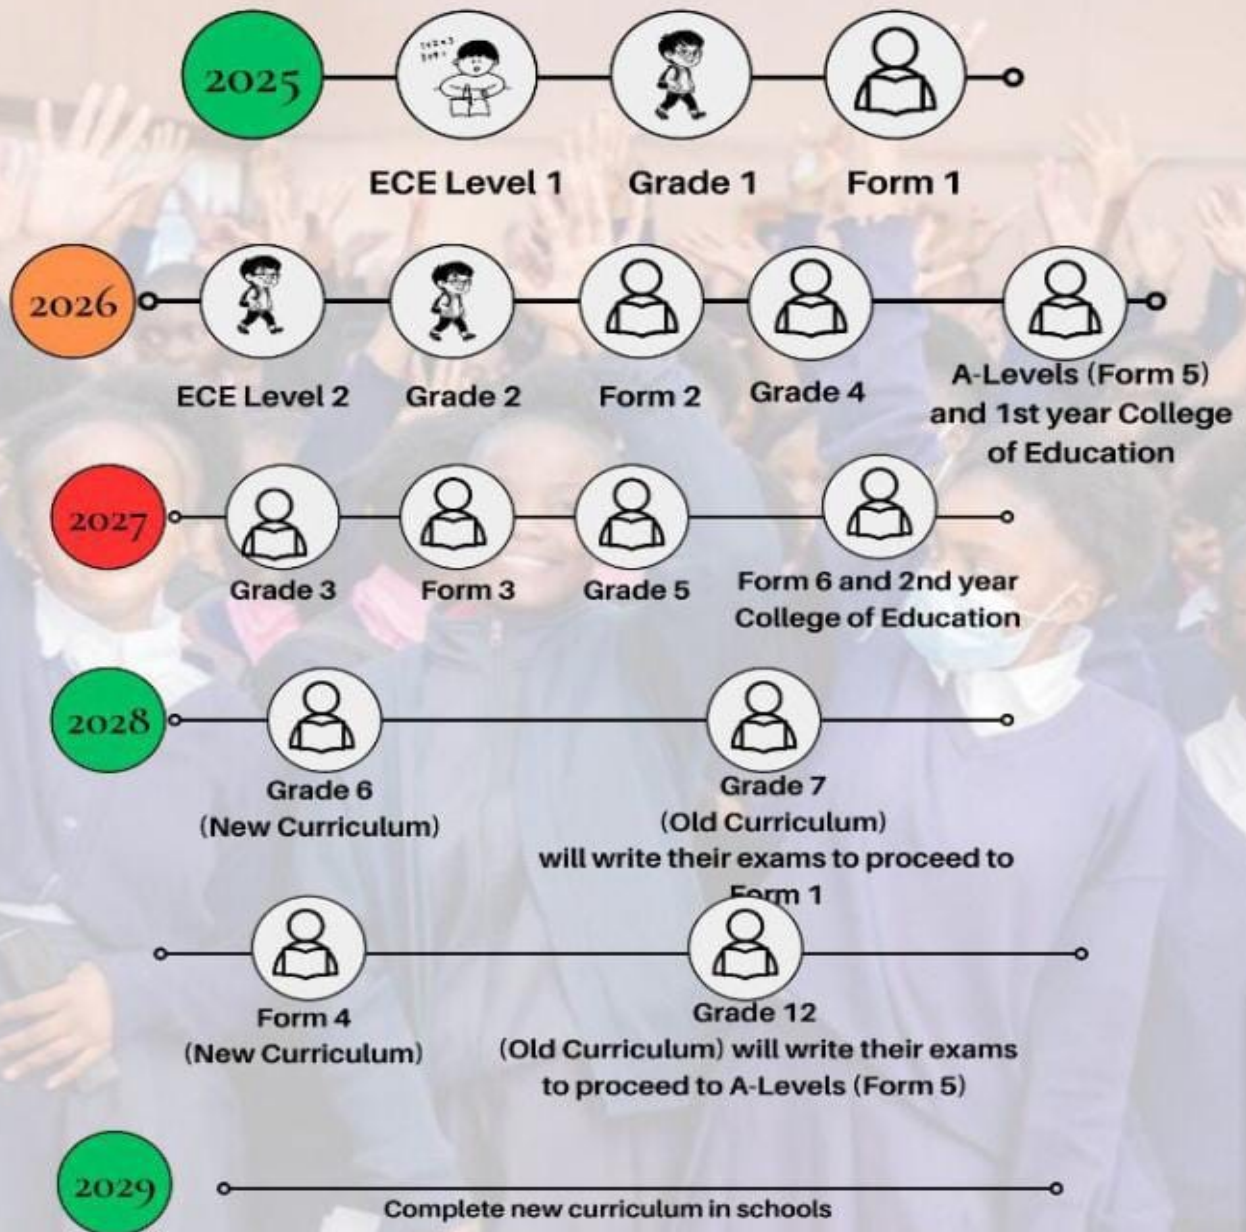 2025
ECE Level 1 Grade 1 Form 1
2026
ECE Level 2 Grade 2 Form 2 Grade 4 A-Levels (Form 5)
and 1st year College
of Education
2027
Grade 3 Form 3 Grade 5 Form 6 and 2nd year
College of Education
2028
Grade 6
(New Curriculum)
Grade 7
(Old Curriculum)
will write their exams to proceed to
Form 1
Form 4
(New Curriculum)
Grade 12
(Old Curriculum) will write their exams
to proceed to A-Levels (Form 5)
2029
Complete new curriculum in schools